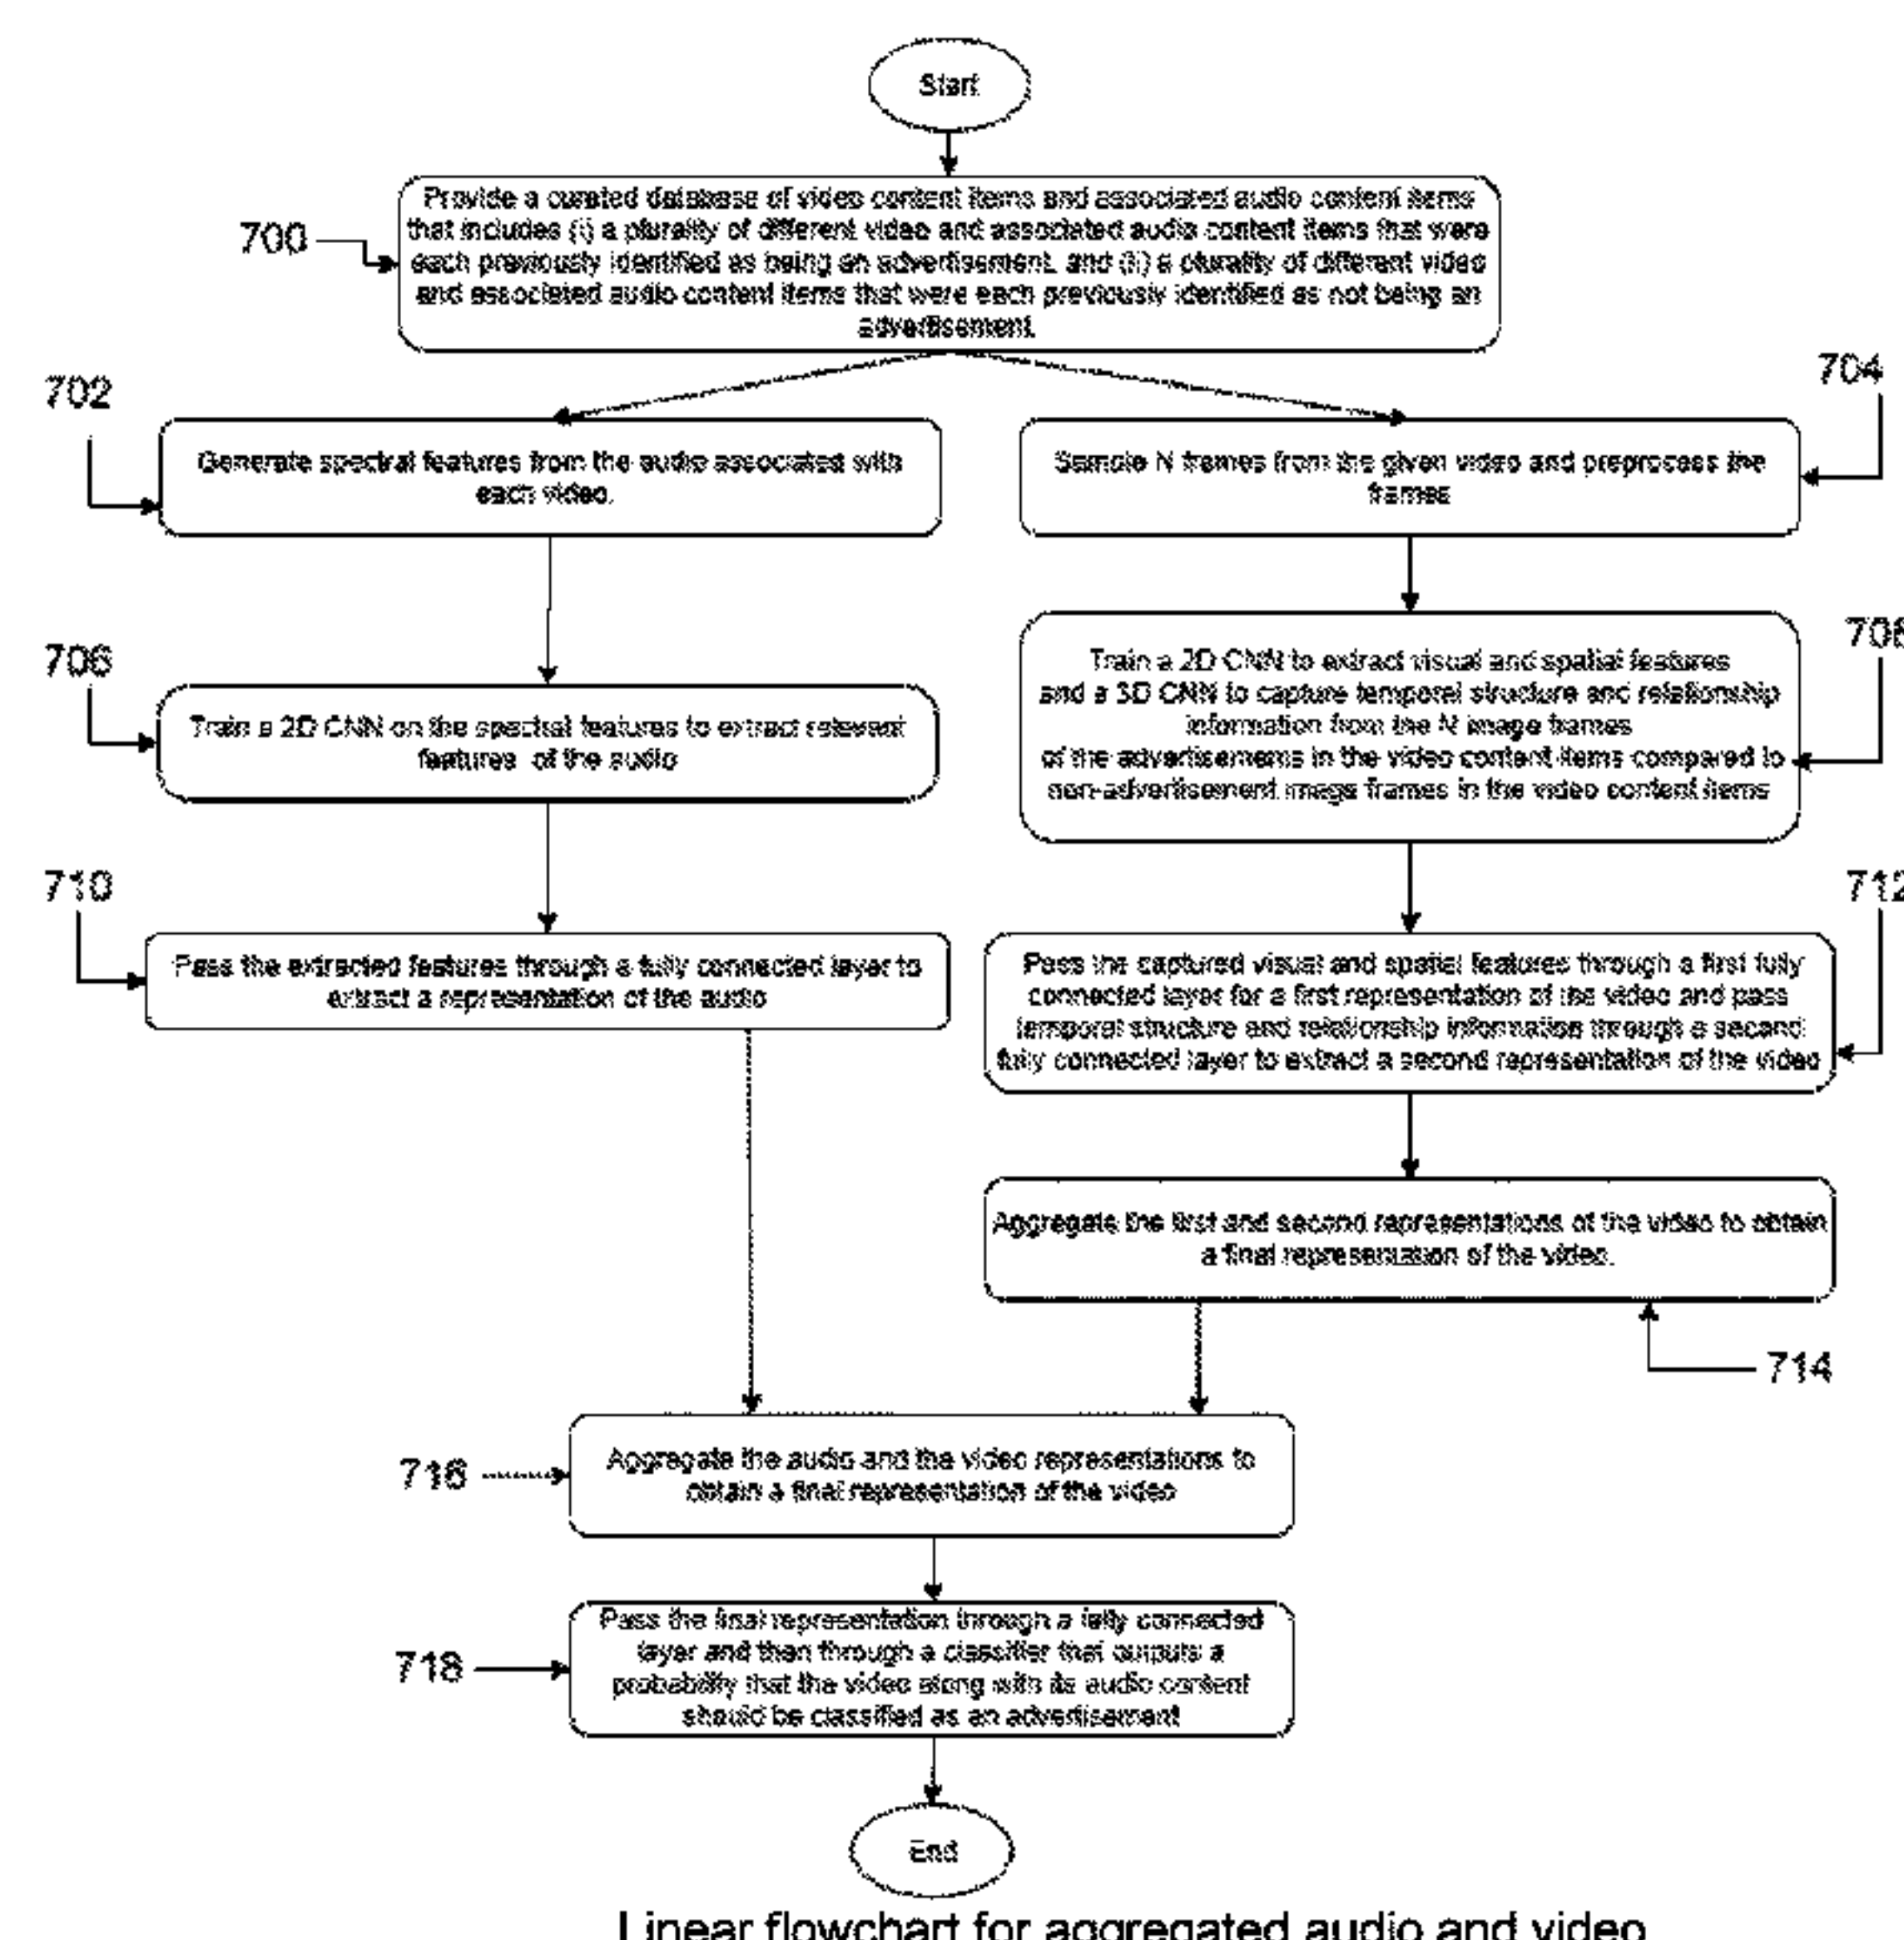 Start
700
Provide a curated database of video content items and associated audio content items
that includes (i) a plurality of different video and associated audio content items that were
each previously identified as being an advertisement, and (ii) a plurality of different video
and associated audio content items that were each previously identified as not being an
advertisement.
702
704
Generate spectral features from the audio associated with
each video.
Sample N frames from the given video and preprocess the
frames
706
708
Train a 2D CNN on the spectral features to extract relevant
features of the audio
Train a 2D CNN to extract visual and spatial features
and a 3D CNN to capture temporal structure and relationship
information from the N image frames
of the advertisements in the video content items compared to
non-advertisement image frames in the video content items
710
712
Pass the extracted features through a fully connected layer to
extract a representation of the audio
Pass the captured visual and spatial features through a first fully
connected layer for a first representation of the video and pass
temporal structure and relationship information through a second
fully connected layer to extract a second representation of the video
Aggregate the first and second representations of the video to obtain
a final representation of the video.
714
716
Aggregate the audio and the video representations to
obtain a final representation of the video
718
Pass the final representation through a fully connected
layer and then through a classifier that outputs a
probability that the video along with its audio content
should be classified as an advertisement
End
Linear flowchart for aggregated audio and video